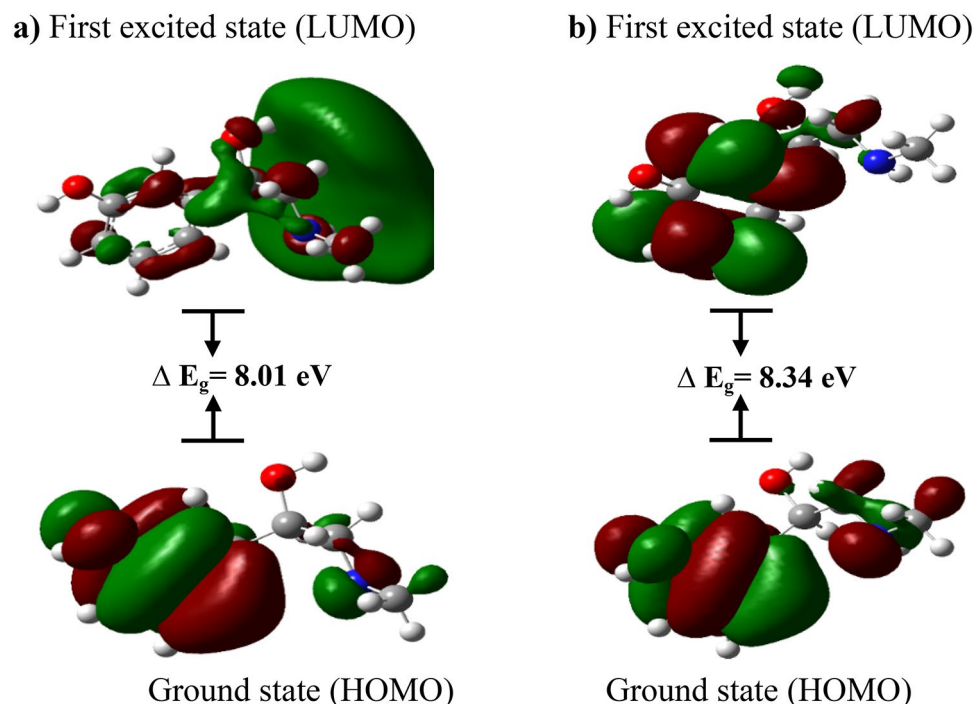 a) First excited state (LUMO)
b) First excited state (LUMO)
Δ Eg= 8.01 eV
Δ Eg= 8.34 eV
Ground state (HOMO)
Ground state (HOMO)